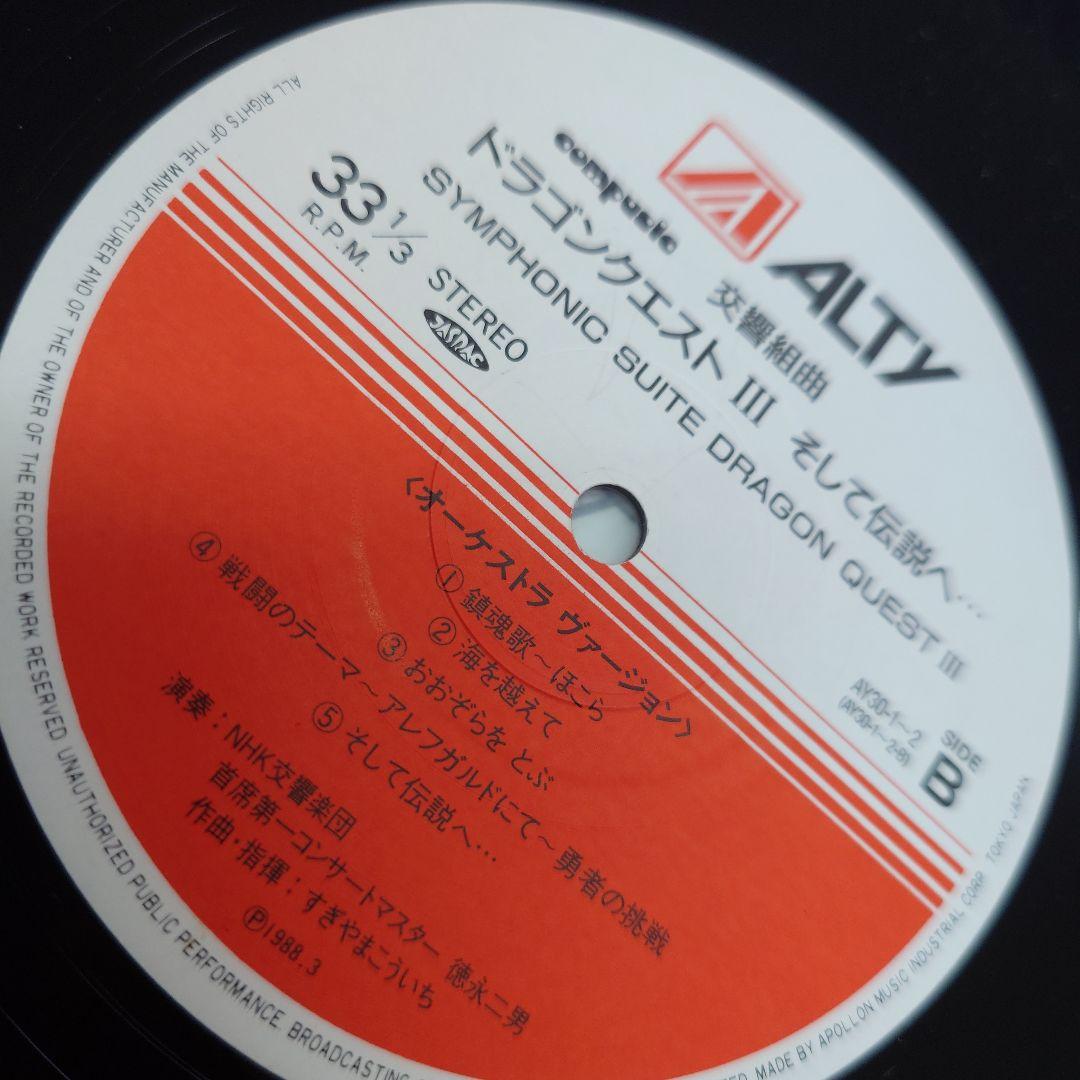 ALTY
compusic
交響組曲
ドラゴンクエスト III そして伝説へ…
SYMPHONIC SUITE DRAGON QUEST III
33 1/3
R.P.M.
STEREO
JASRAC
AY30-1~2
(AY30-1~2-B)
SIDE
B
〈オーケストラ ヴァージョン〉
① 鎮魂歌~ほこら
② 海を越えて
③ おおぞらを とぶ
④ 戦闘のテーマ~アレフガルドにて~勇者の挑戦
⑤ そして伝説へ…
演奏:NHK交響楽団
首席第一コンサートマスター 徳永二男
作曲・指揮:すぎやまこういち
Ⓟ1988.3
ALL RIGHTS OF THE MANUFACTURER AND OF THE OWNER OF THE RECORDED WORK RESERVED UNAUTHORIZED PUBLIC PERFORMANCE BROADCASTING
MADE BY APOLLON MUSIC INDUSTRIAL CORP. TOKYO, JAPAN